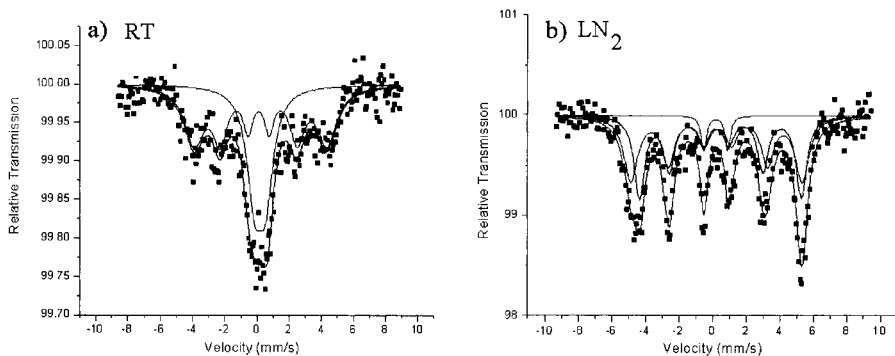 a) RT
100.05
100.00
99.95
99.90
99.85
99.80
99.75
99.70
Relative Transmission
-10 -8 -6 -4 -2 0 2 4 6 8 10
Velocity (mm/s)
b) LN2
101
100
99
98
Relative Transmission
-10 -8 -6 -4 -2 0 2 4 6 8 10
Velocity (mm/s)